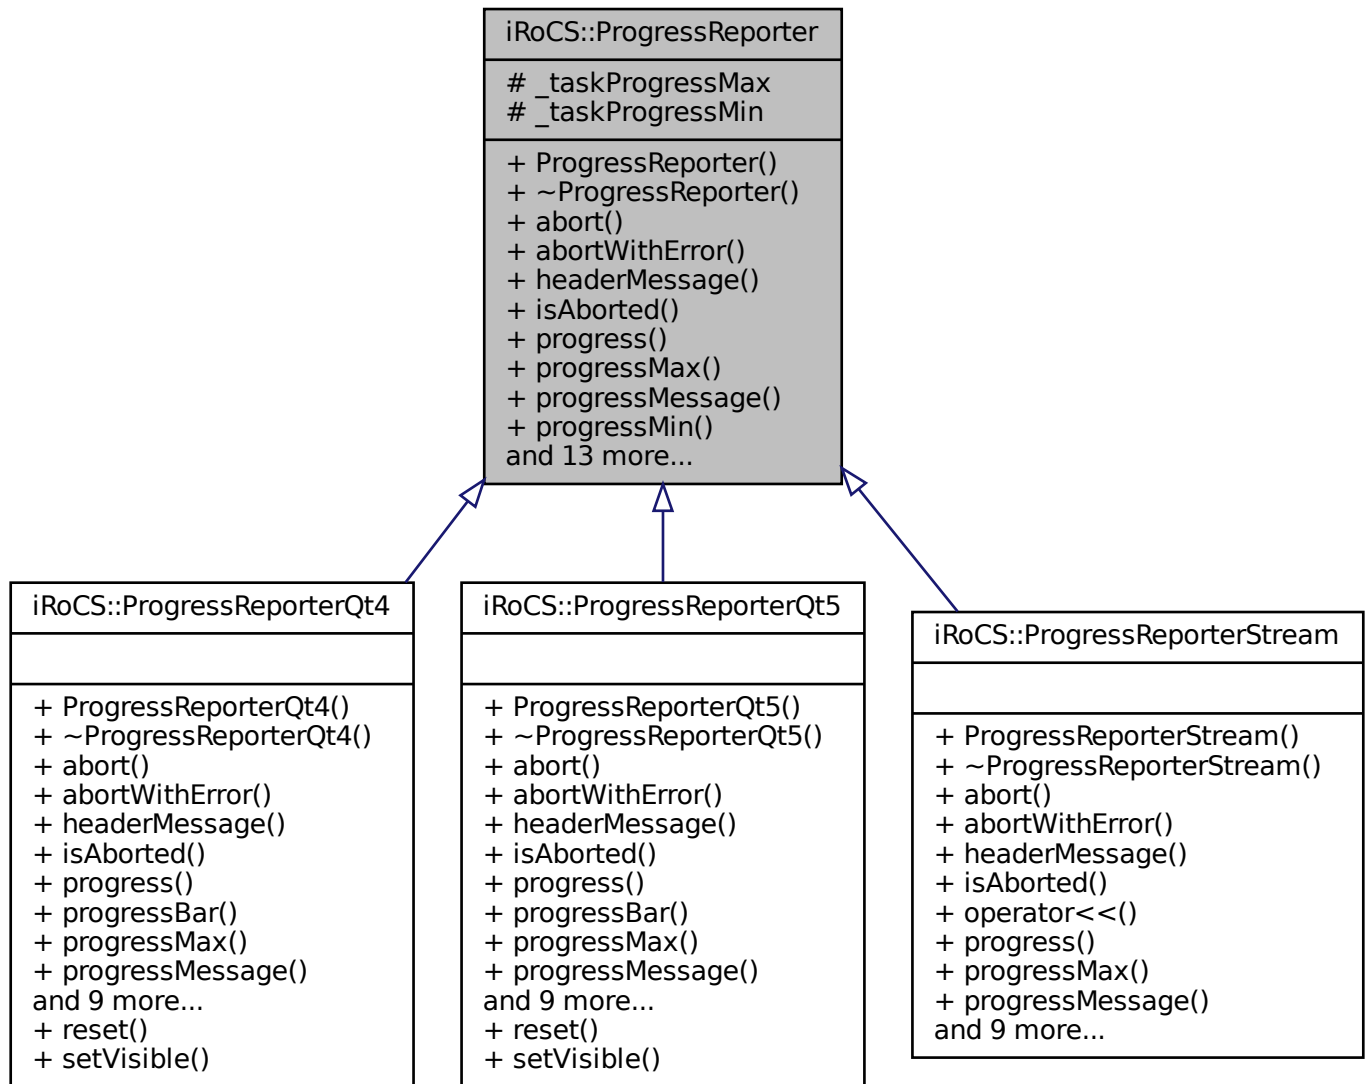 iRoCS::ProgressReporter
# _taskProgressMax
# _taskProgressMin
+ ProgressReporter()
+ ~ProgressReporter()
+ abort()
+ abortWithError()
+ headerMessage()
+ isAborted()
+ progress()
+ progressMax()
+ progressMessage()
+ progressMin()
and 13 more...
iRoCS::ProgressReporterQt4
+ ProgressReporterQt4()
+ ~ProgressReporterQt4()
+ abort()
+ abortWithError()
+ headerMessage()
+ isAborted()
+ progress()
+ progressBar()
+ progressMax()
+ progressMessage()
and 9 more...
+ reset()
+ setVisible()
iRoCS::ProgressReporterQt5
+ ProgressReporterQt5()
+ ~ProgressReporterQt5()
+ abort()
+ abortWithError()
+ headerMessage()
+ isAborted()
+ progress()
+ progressBar()
+ progressMax()
+ progressMessage()
and 9 more...
+ reset()
+ setVisible()
iRoCS::ProgressReporterStream
+ ProgressReporterStream()
+ ~ProgressReporterStream()
+ abort()
+ abortWithError()
+ headerMessage()
+ isAborted()
+ operator<<()
+ progress()
+ progressMax()
+ progressMessage()
and 9 more...